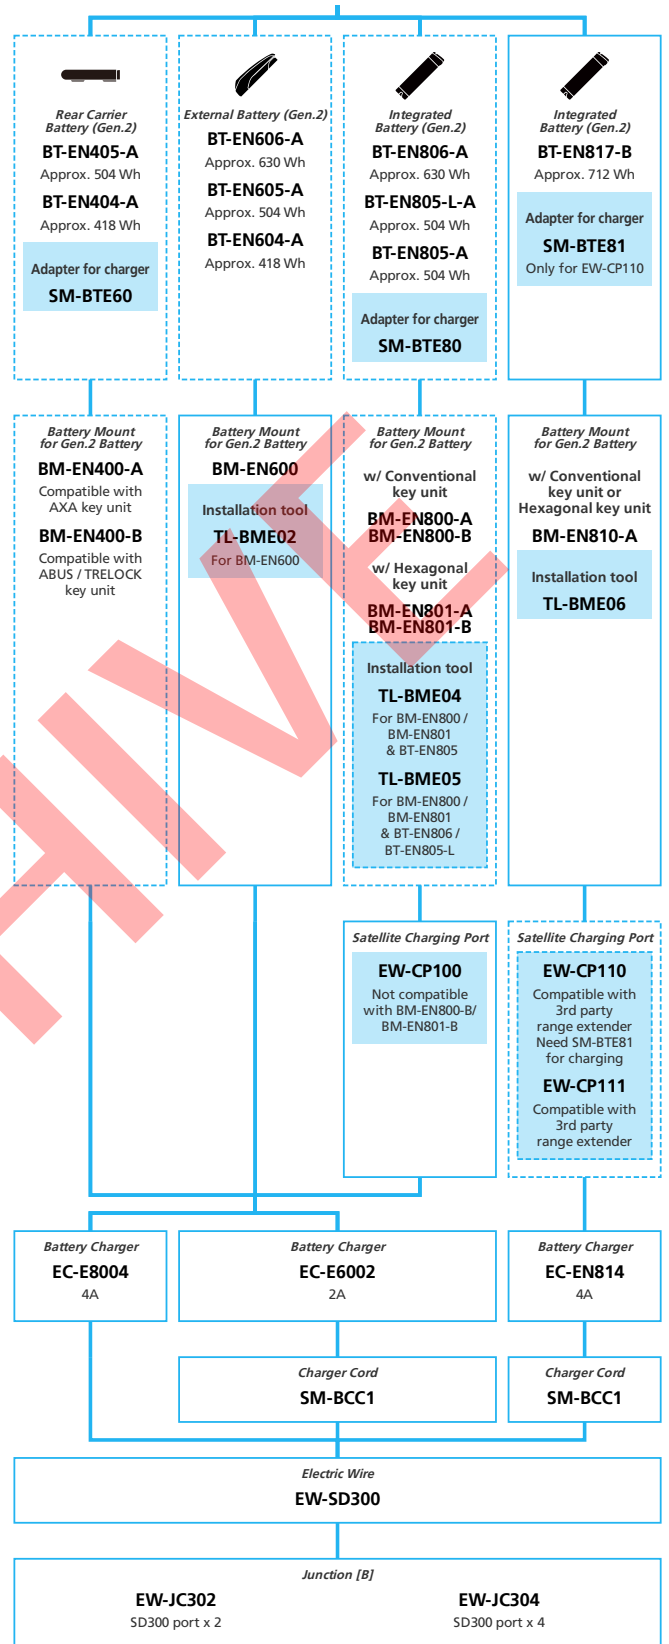 Rear Carrier
Battery (Gen.2)
BT-EN405-A
Approx. 504 Wh
BT-EN404-A
Approx. 418 Wh
Adapter for charger
SM-BTE60
External Battery (Gen.2)
BT-EN606-A
Approx. 630 Wh
BT-EN605-A
Approx. 504 Wh
BT-EN604-A
Approx. 418 Wh
Integrated
Battery (Gen.2)
BT-EN806-A
Approx. 630 Wh
BT-EN805-L-A
Approx. 504 Wh
BT-EN805-A
Approx. 504 Wh
Adapter for charger
SM-BTE80
Integrated
Battery (Gen.2)
BT-EN817-B
Approx. 712 Wh
Adapter for charger
SM-BTE81
Only for EW-CP110
Battery Mount
for Gen.2 Battery
BM-EN400-A
Compatible with
AXA key unit
BM-EN400-B
Compatible with
ABUS / TRELOCK
key unit
Battery Mount
for Gen.2 Battery
BM-EN600
Installation tool
TL-BME02
For BM-EN600
Battery Mount
for Gen.2 Battery
w/ Conventional
key unit
BM-EN800-A
BM-EN800-B
w/ Hexagonal
key unit
BM-EN801-A
BM-EN801-B
Installation tool
TL-BME04
For BM-EN800 /
BM-EN801
& BT-EN805
TL-BME05
For BM-EN800 /
BM-EN801
& BT-EN806 /
BT-EN805-L
Battery Mount
for Gen.2 Battery
w/ Conventional
key unit or
Hexagonal key unit
BM-EN810-A
Installation tool
TL-BME06
Satellite Charging Port
EW-CP100
Not compatible
with BM-EN800-B/
BM-EN801-B
Satellite Charging Port
EW-CP110
Compatible with
3rd party
range extender
Need SM-BTE81
for charging
EW-CP111
Compatible with
3rd party
range extender
Battery Charger
EC-E8004
4A
Battery Charger
EC-E6002
2A
Battery Charger
EC-EN814
4A
Charger Cord
SM-BCC1
Charger Cord
SM-BCC1
Electric Wire
EW-SD300
Junction [B]
EW-JC302
SD300 port x 2
EW-JC304
SD300 port x 4
HIVE